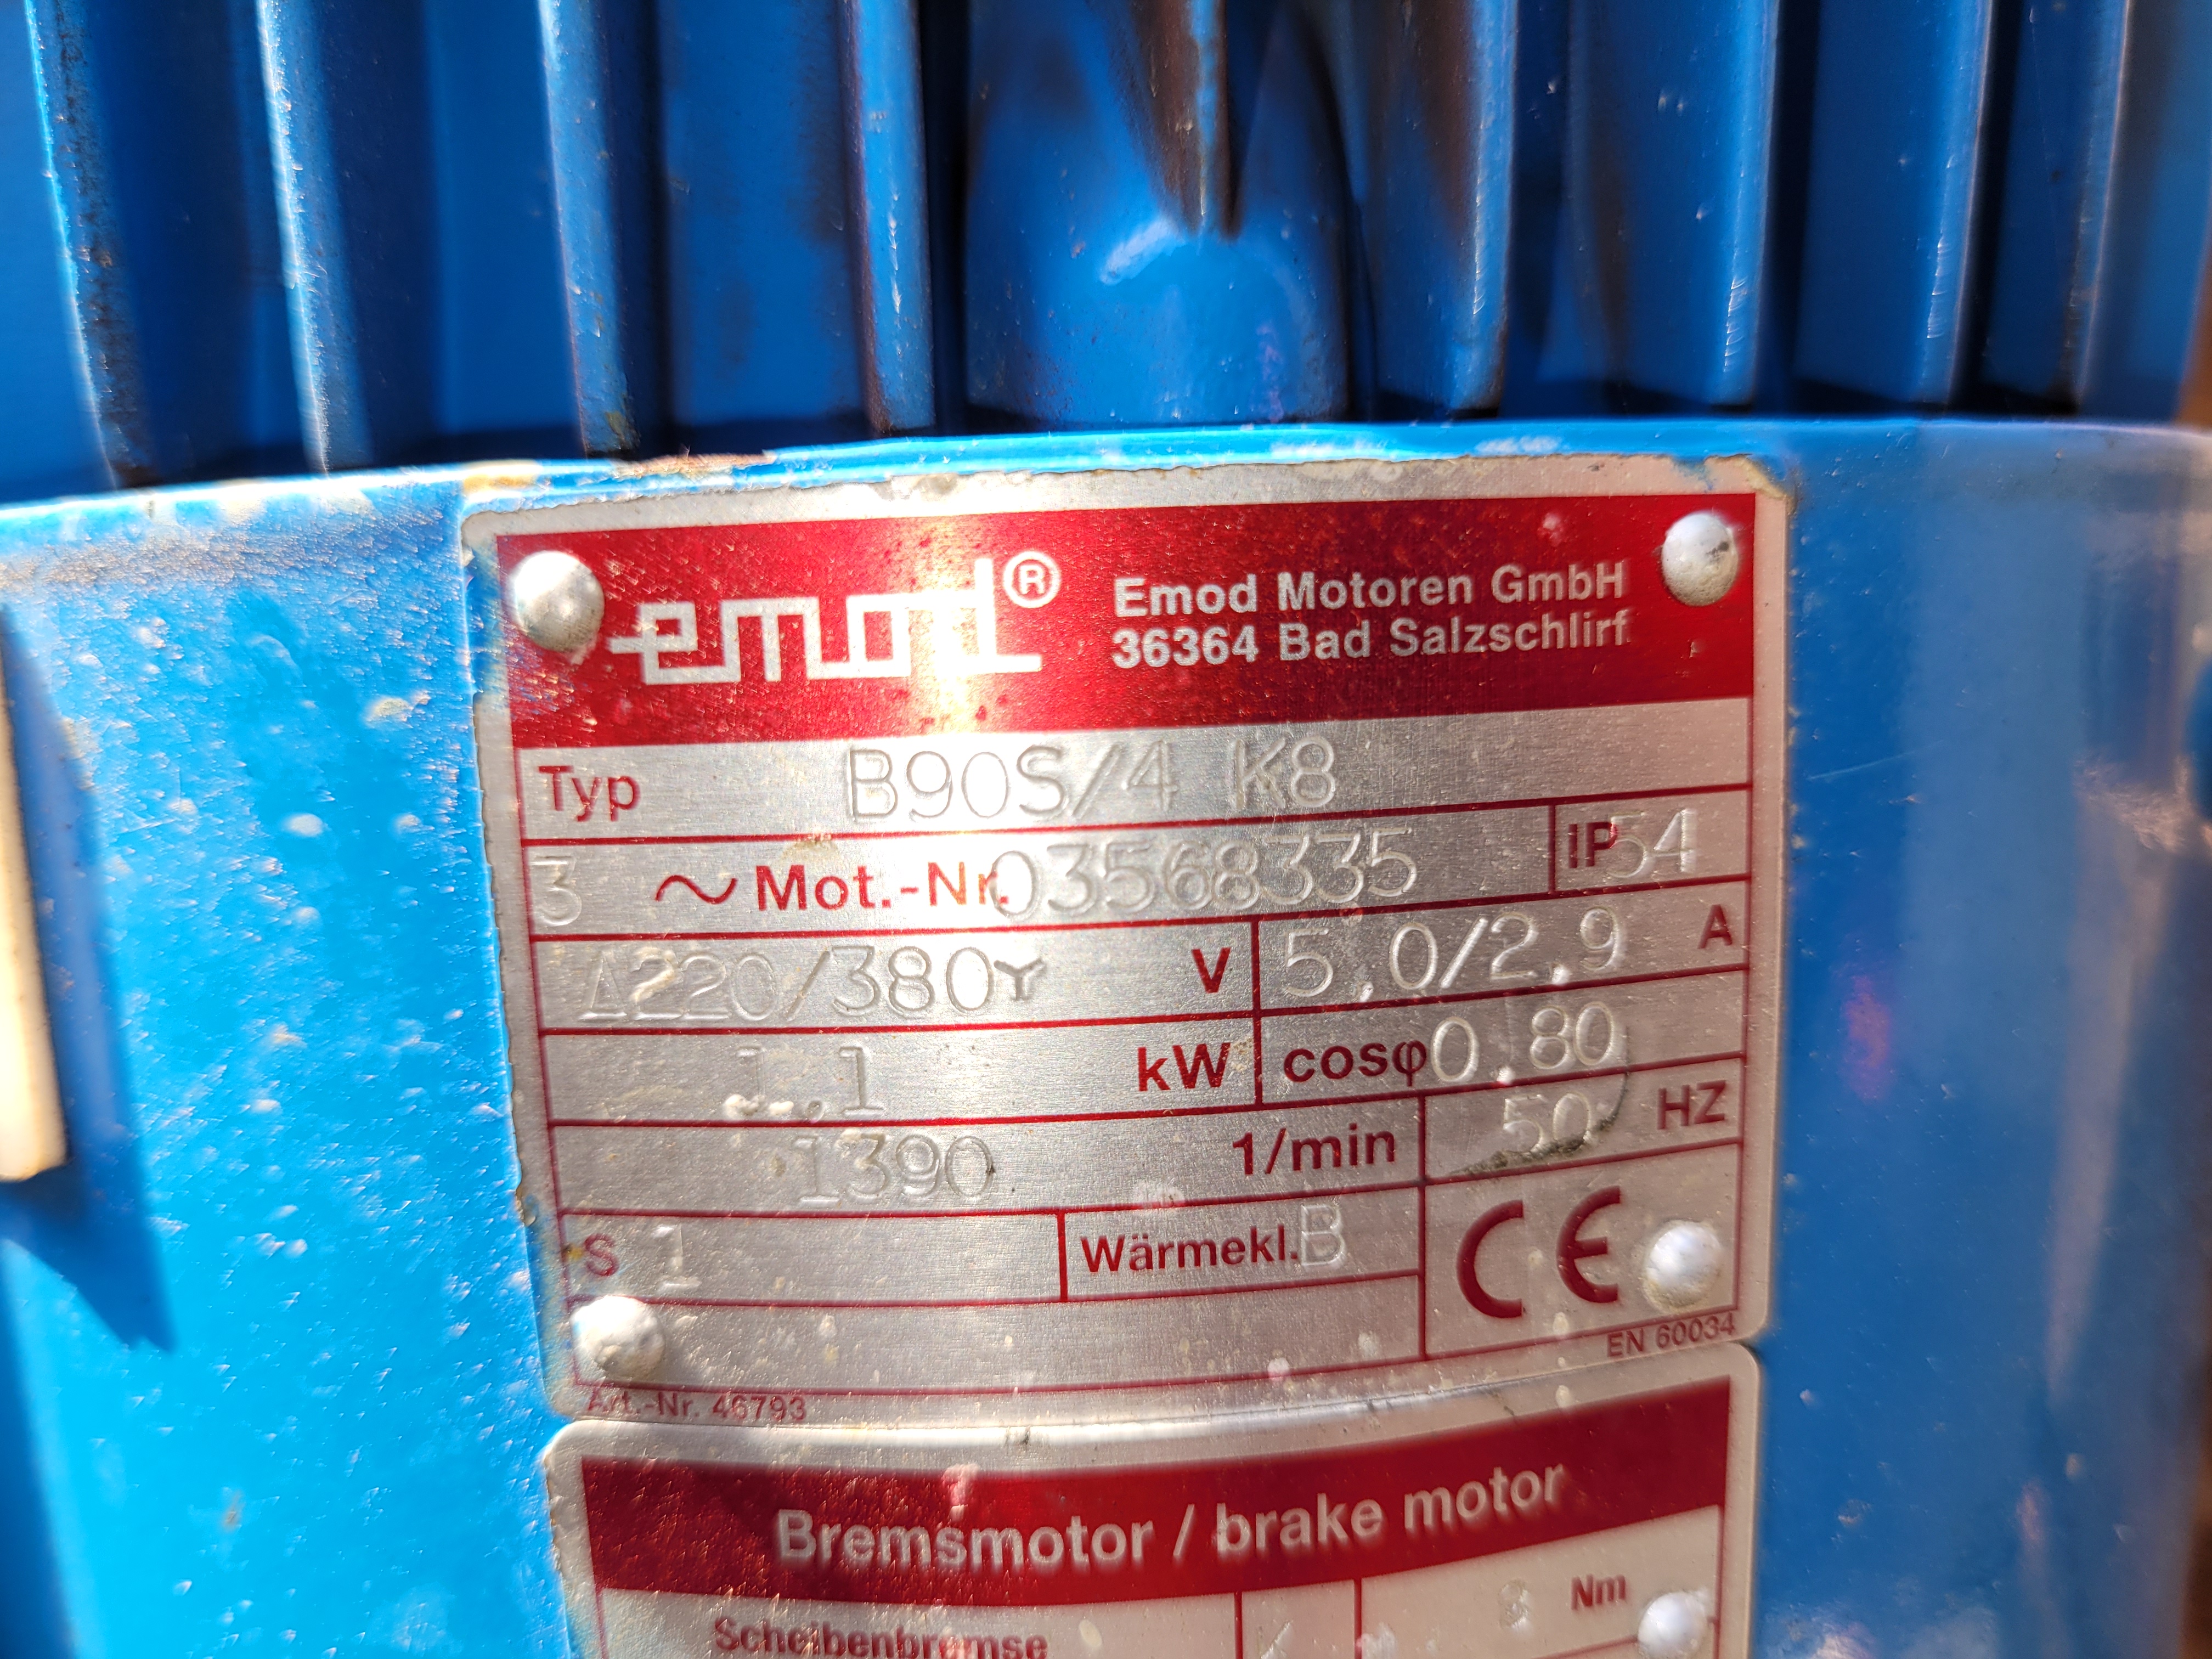 emod®
Emod Motoren GmbH
36364 Bad Salzschlirf
Typ B90S/4 K8
3 ~ Mot.-Nr. 03568335 IP54
Δ220/380Y V 5,0/2,9 A
1,1 kW cosφ 0,80
1390 1/min 50 HZ
S 1 Wärmekl. B
CE
EN 60034
Art.-Nr. 46793
Bremsmotor / brake motor
Scheibenbremse K M 8 Nm